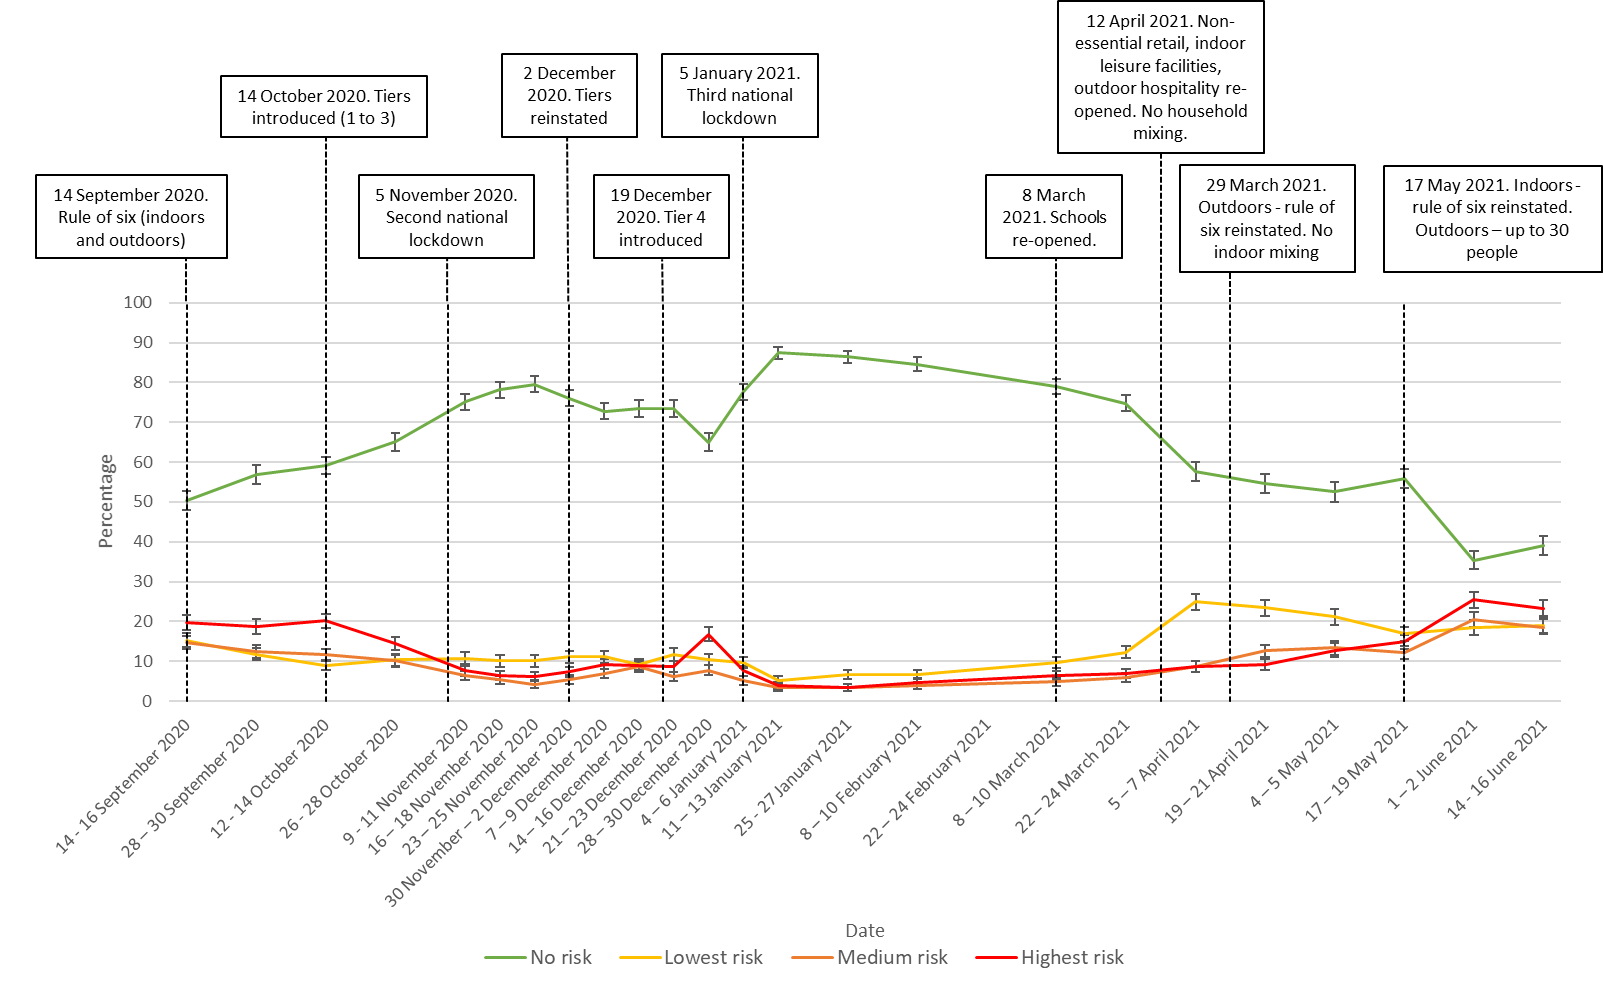 12 April 2021. Non-
essential retail, indoor
leisure facilities,
outdoor hospitality re-
opened. No household
mixing.
2 December
2020. Tiers
reinstated
5 January 2021.
Third national
lockdown
14 October 2020. Tiers
introduced (1 to 3)
14 September 2020.
Rule of six (indoors
and outdoors)
5 November 2020.
Second national
lockdown
19 December
2020. Tier 4
introduced
8 March
2021. Schools
re-opened.
29 March 2021.
Outdoors - rule of
six reinstated. No
indoor mixing
17 May 2021. Indoors -
rule of six reinstated.
Outdoors – up to 30
people
Percentage
100
90
80
70
60
50
40
30
20
10
0
14 - 16 September 2020
28 – 30 September 2020
12 - 14 October 2020
26 - 28 October 2020
9 - 11 November 2020
16 – 18 November 2020
23 – 25 November 2020
30 November – 2 December 2020
7 – 9 December 2020
14 – 16 December 2020
21 – 23 December 2020
28 – 30 December 2020
4 – 6 January 2021
11 – 13 January 2021
25 - 27 January 2021
8 – 10 February 2021
22 – 24 February 2021
8 – 10 March 2021
22 – 24 March 2021
5 – 7 April 2021
19 – 21 April 2021
4 – 5 May 2021
17 – 19 May 2021
1 – 2 June 2021
14 - 16 June 2021
Date
No risk
Lowest risk
Medium risk
Highest risk